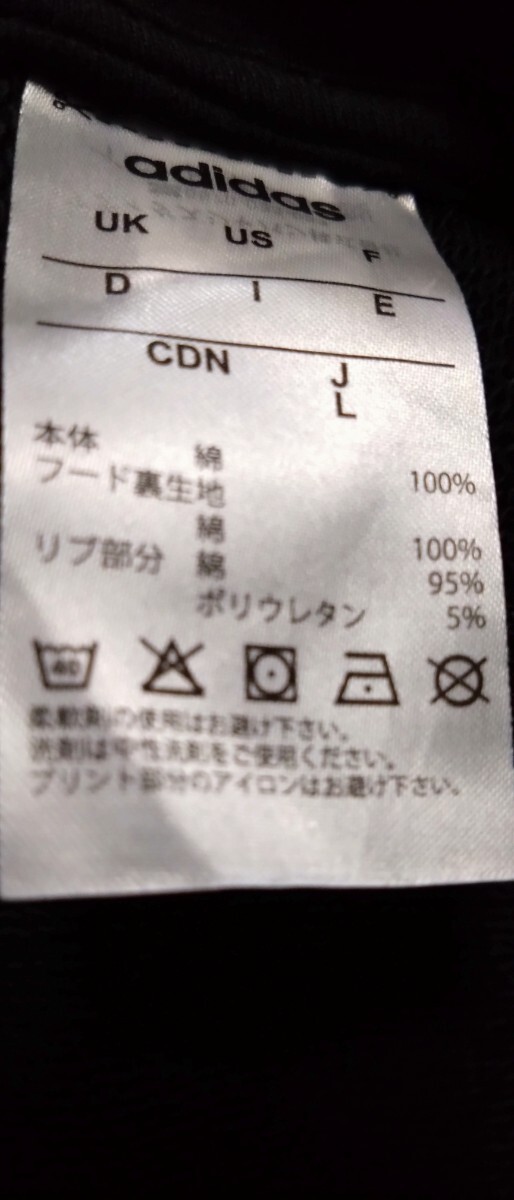 adidas
UK US F
D I E
CDN J
L
本体 綿 100%
フード裏生地
綿 100%
リブ部分 綿 95%
ポリウレタン 5%
40
柔軟剤の使用はお避け下さい。
洗剤は中性洗剤をご使用ください。
プリント部分のアイロンはお避け下さい。